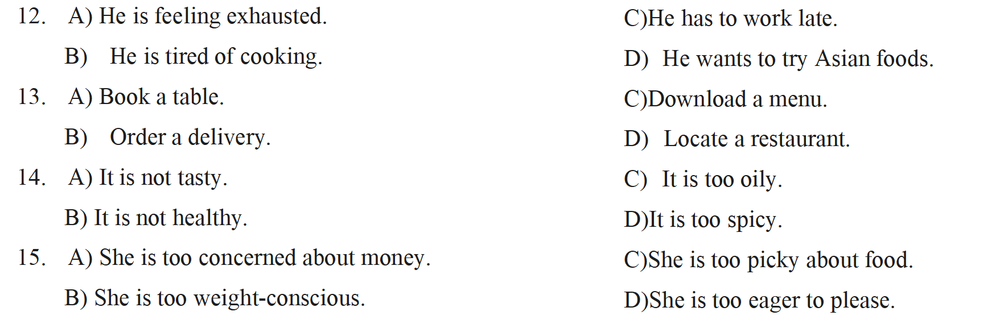 12. A) He is feeling exhausted. C)He has to work late.
B) He is tired of cooking. D) He wants to try Asian foods.
13. A) Book a table. C)Download a menu.
B) Order a delivery. D) Locate a restaurant.
14. A) It is not tasty. C) It is too oily.
B) It is not healthy. D)It is too spicy.
15. A) She is too concerned about money. C)She is too picky about food.
B) She is too weight-conscious. D)She is too eager to please.